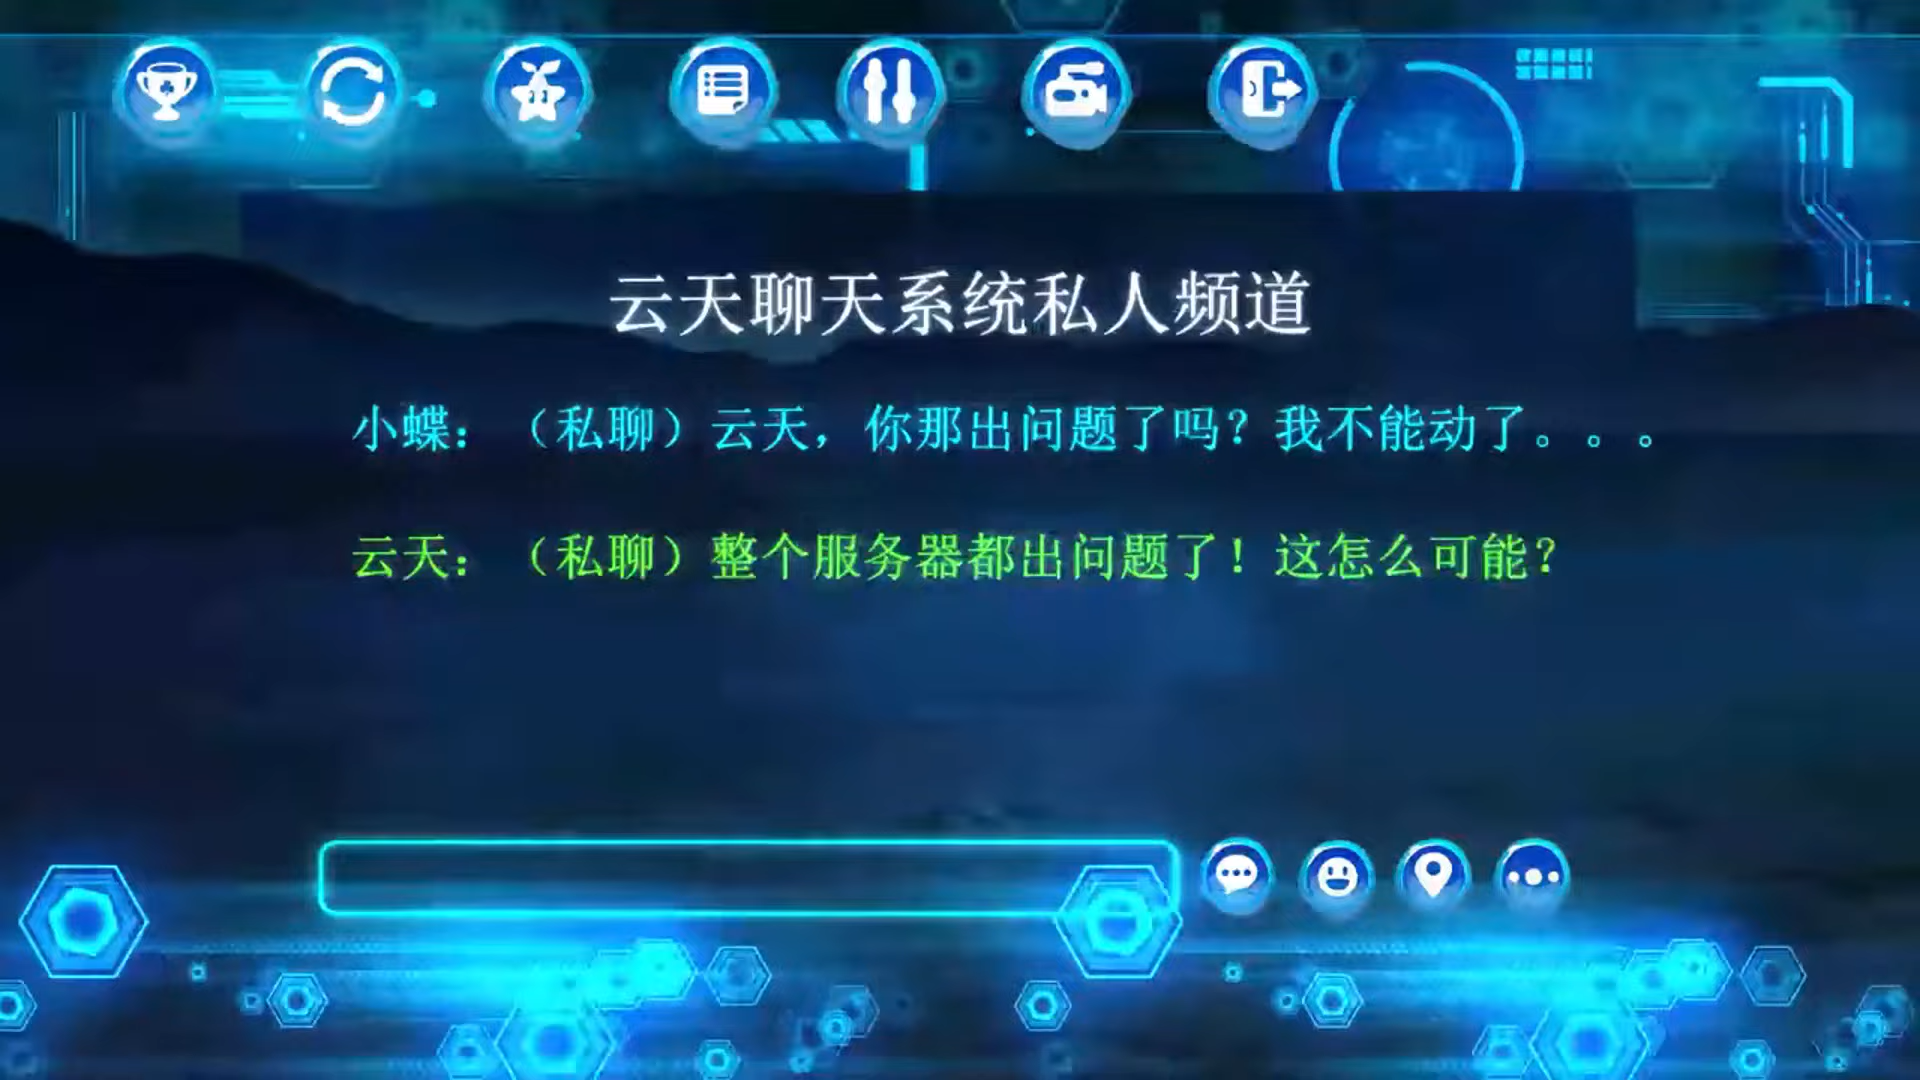 云天聊天系统私人频道
小蝶：（私聊）云天，你那出问题了吗？我不能动了。。。
云天：（私聊）整个服务器都出问题了！这怎么可能？